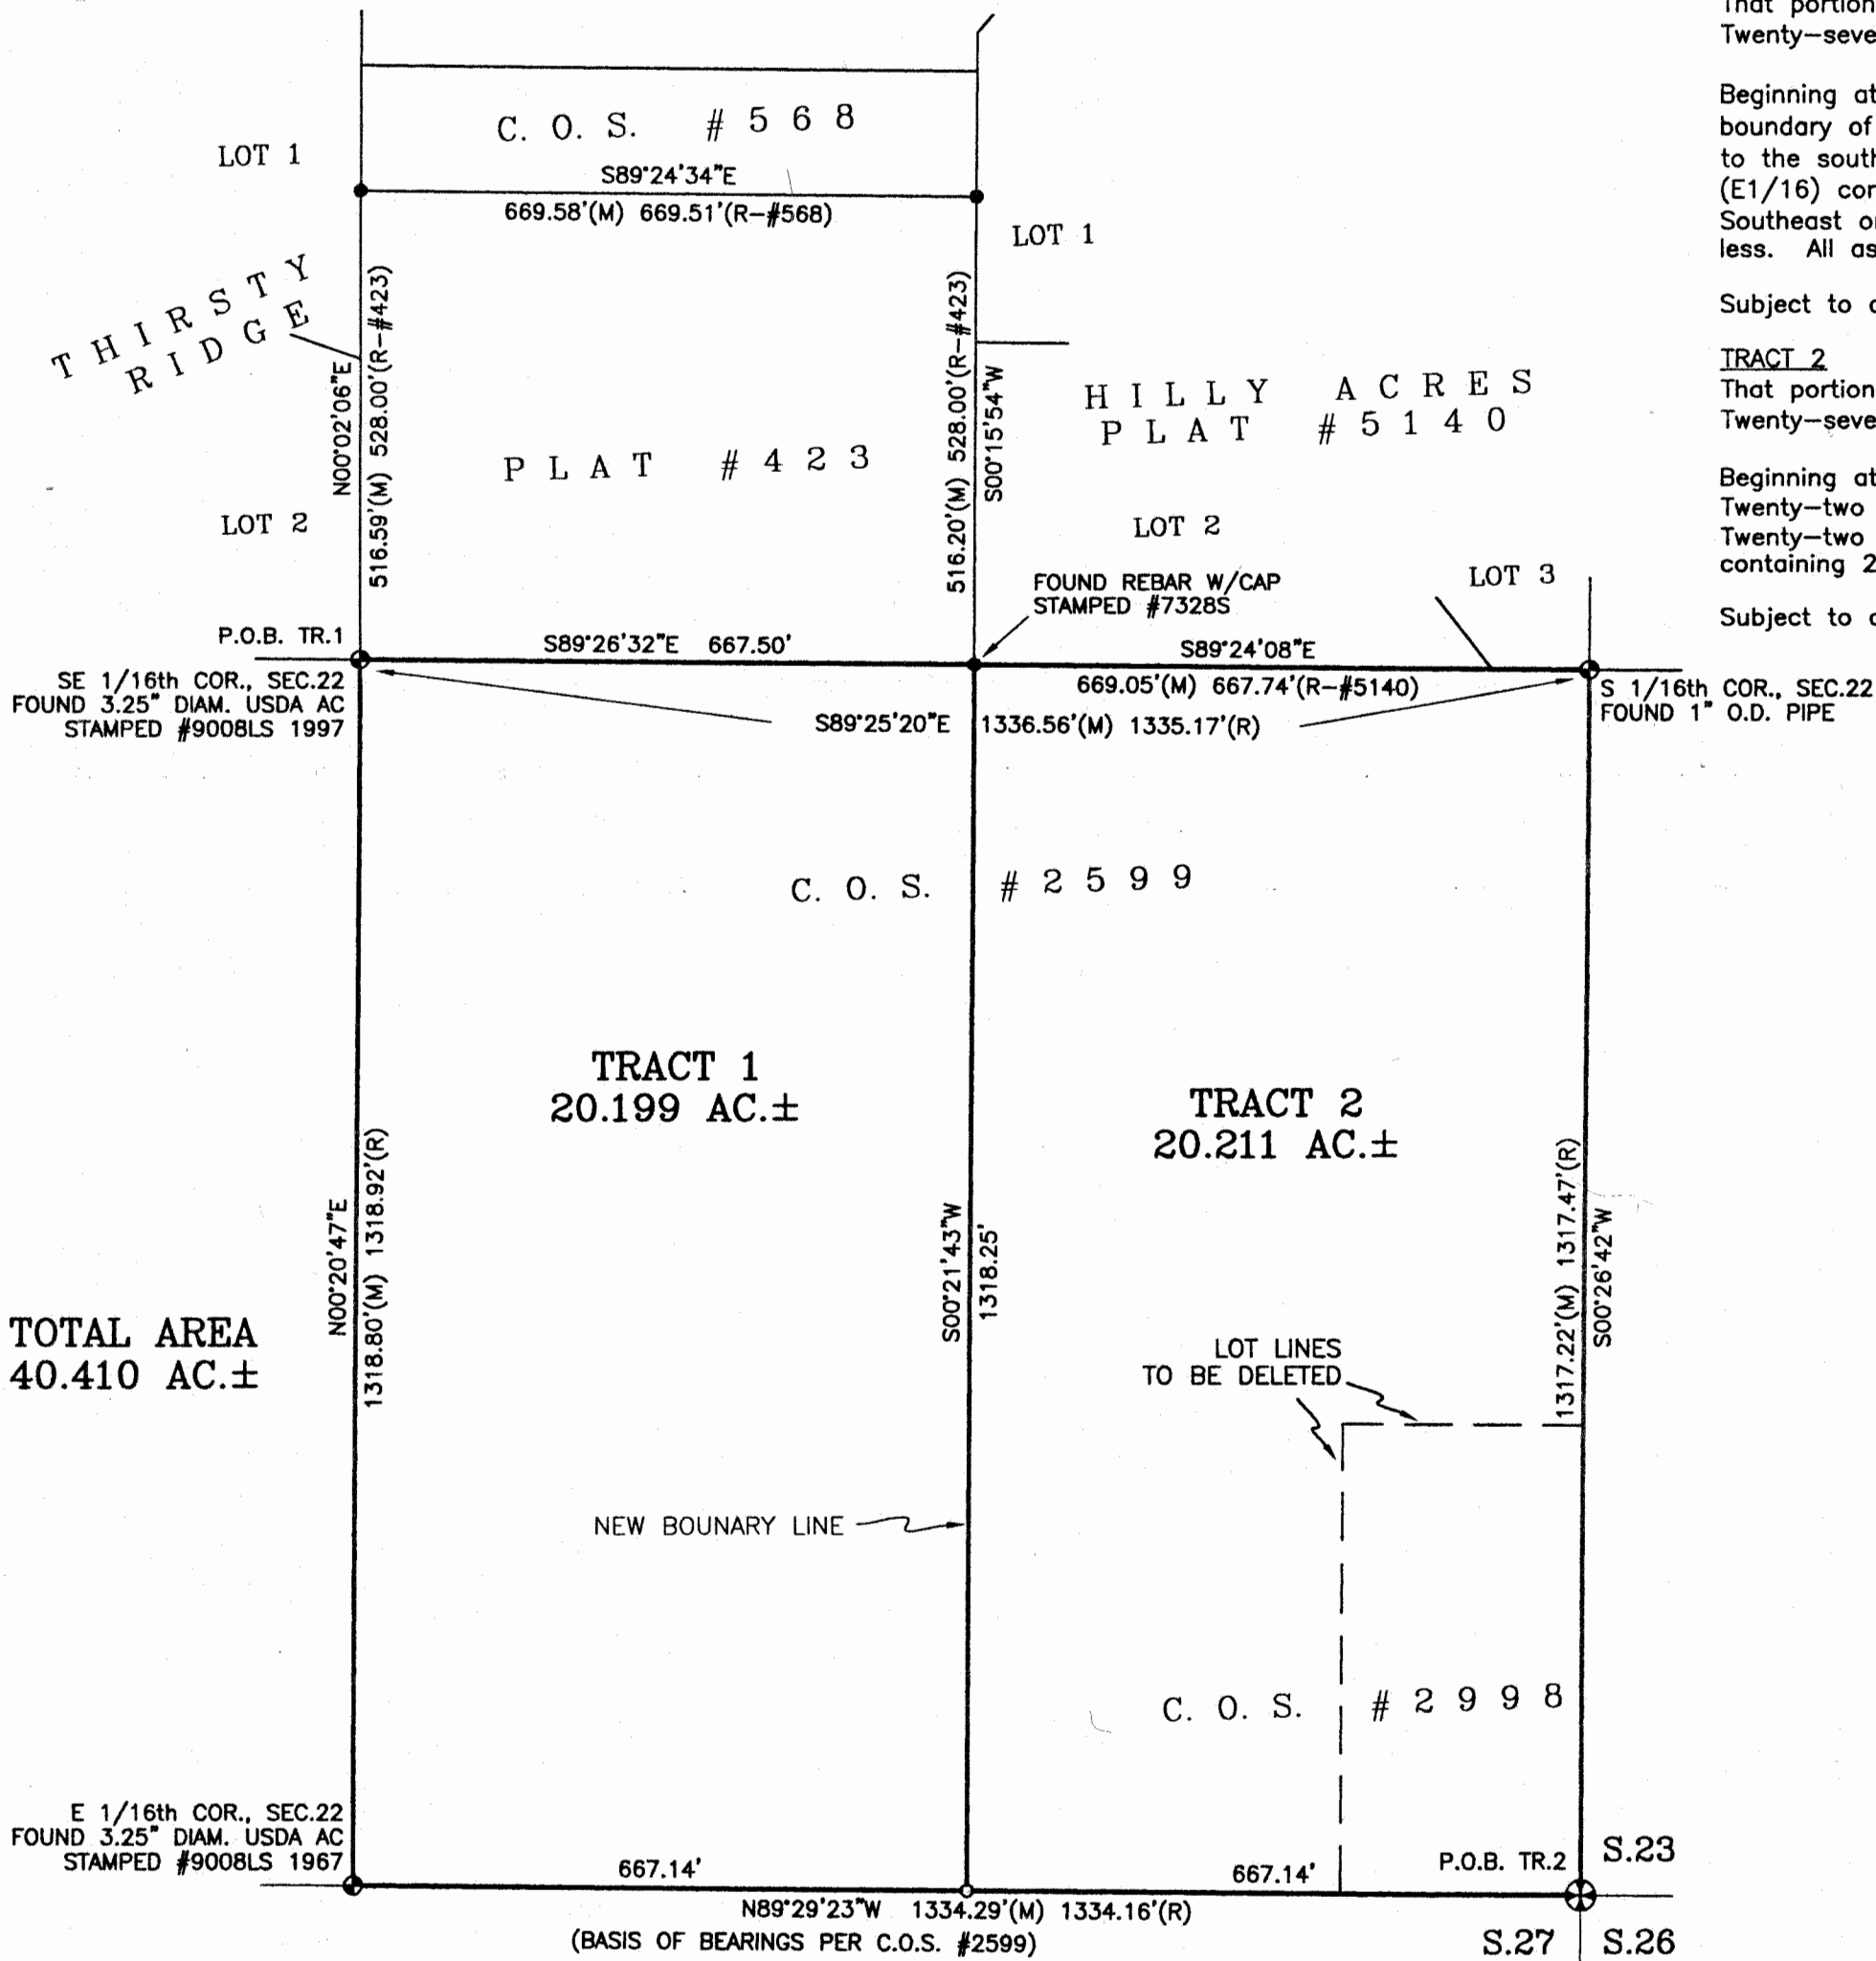 That portion
Twenty-seve
Beginning at
boundary of
to the south
(E1/16) cor
Southeast o
less. All as
Subject to
TRACT 2
That portion
Twenty-seve
Beginning at
Twenty-two
Twenty-two
containing 2
Subject to
C. O. S. # 5 6 8
LOT 1
S89°24'34"E
669.58'(M) 669.51'(R-#568)
LOT 1
THIRSTY
RIDGE
N00°02'06"E
516.59'(M) 528.00'(R-#423)
516.20'(M) 528.00'(R-#423)
S00°15'54"W
HILLY ACRES
PLAT #5140
PLAT #423
LOT 2
LOT 2
LOT 3
FOUND REBAR W/CAP
STAMPED #7328S
P.O.B. TR.1
S89°26'32"E 667.50'
S89°24'08"E
669.05'(M) 667.74'(R-#5140)
SE 1/16th COR., SEC.22
FOUND 3.25" DIAM. USDA AC
STAMPED #9008LS 1997
S89°25'20"E 1336.56'(M) 1335.17'(R)
S 1/16th COR., SEC.22
FOUND 1" O.D. PIPE
C. O. S. # 2 5 9 9
TRACT 1
20.199 AC.±
TRACT 2
20.211 AC.±
N00°20'47"E
1318.80'(M) 1318.92'(R)
S00°21'43"W
1318.25'
1317.22'(M) 1317.47'(R)
S00°26'42"W
TOTAL AREA
40.410 AC.±
LOT LINES
TO BE DELETED
NEW BOUNARY LINE
C. O. S. # 2 9 9 8
E 1/16th COR., SEC.22
FOUND 3.25" DIAM. USDA AC
STAMPED #9008LS 1967
667.14'
667.14'
P.O.B. TR.2
S.23
N89°29'23"W 1334.29'(M) 1334.16'(R)
(BASIS OF BEARINGS PER C.O.S. #2599)
S.27
S.26